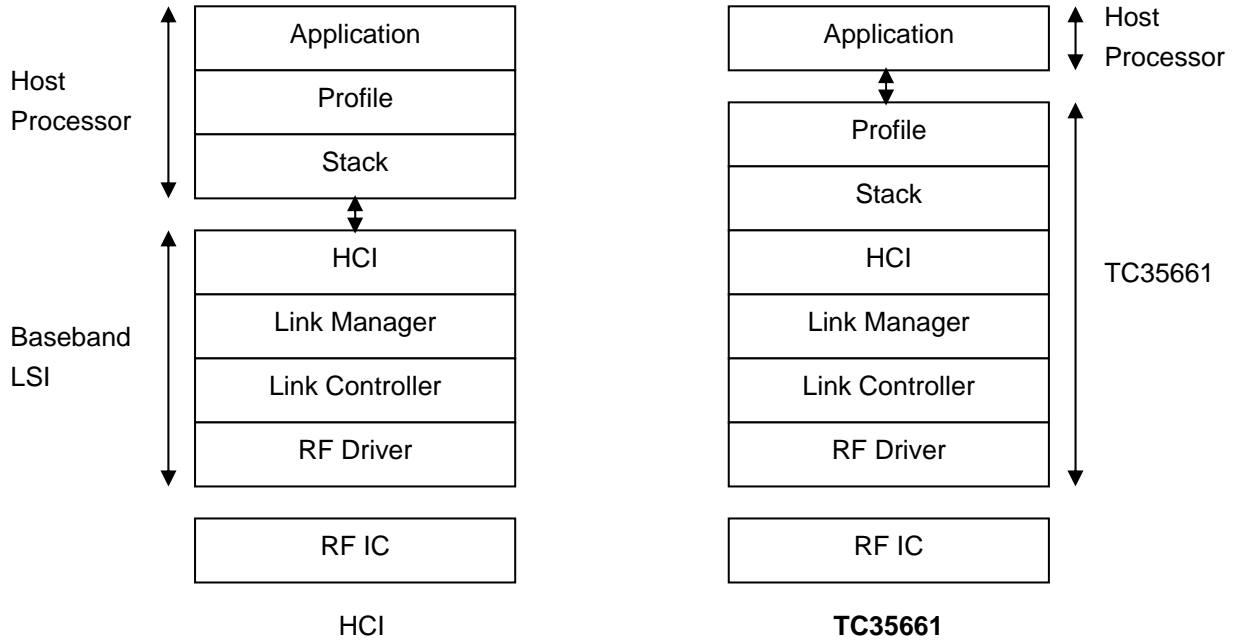 Host
Processor
Application
Profile
Stack
Baseband
LSI
HCI
Link Manager
Link Controller
RF Driver
RF IC
HCI
Application
Host
Processor
Profile
Stack
HCI
Link Manager
Link Controller
RF Driver
TC35661
RF IC
TC35661